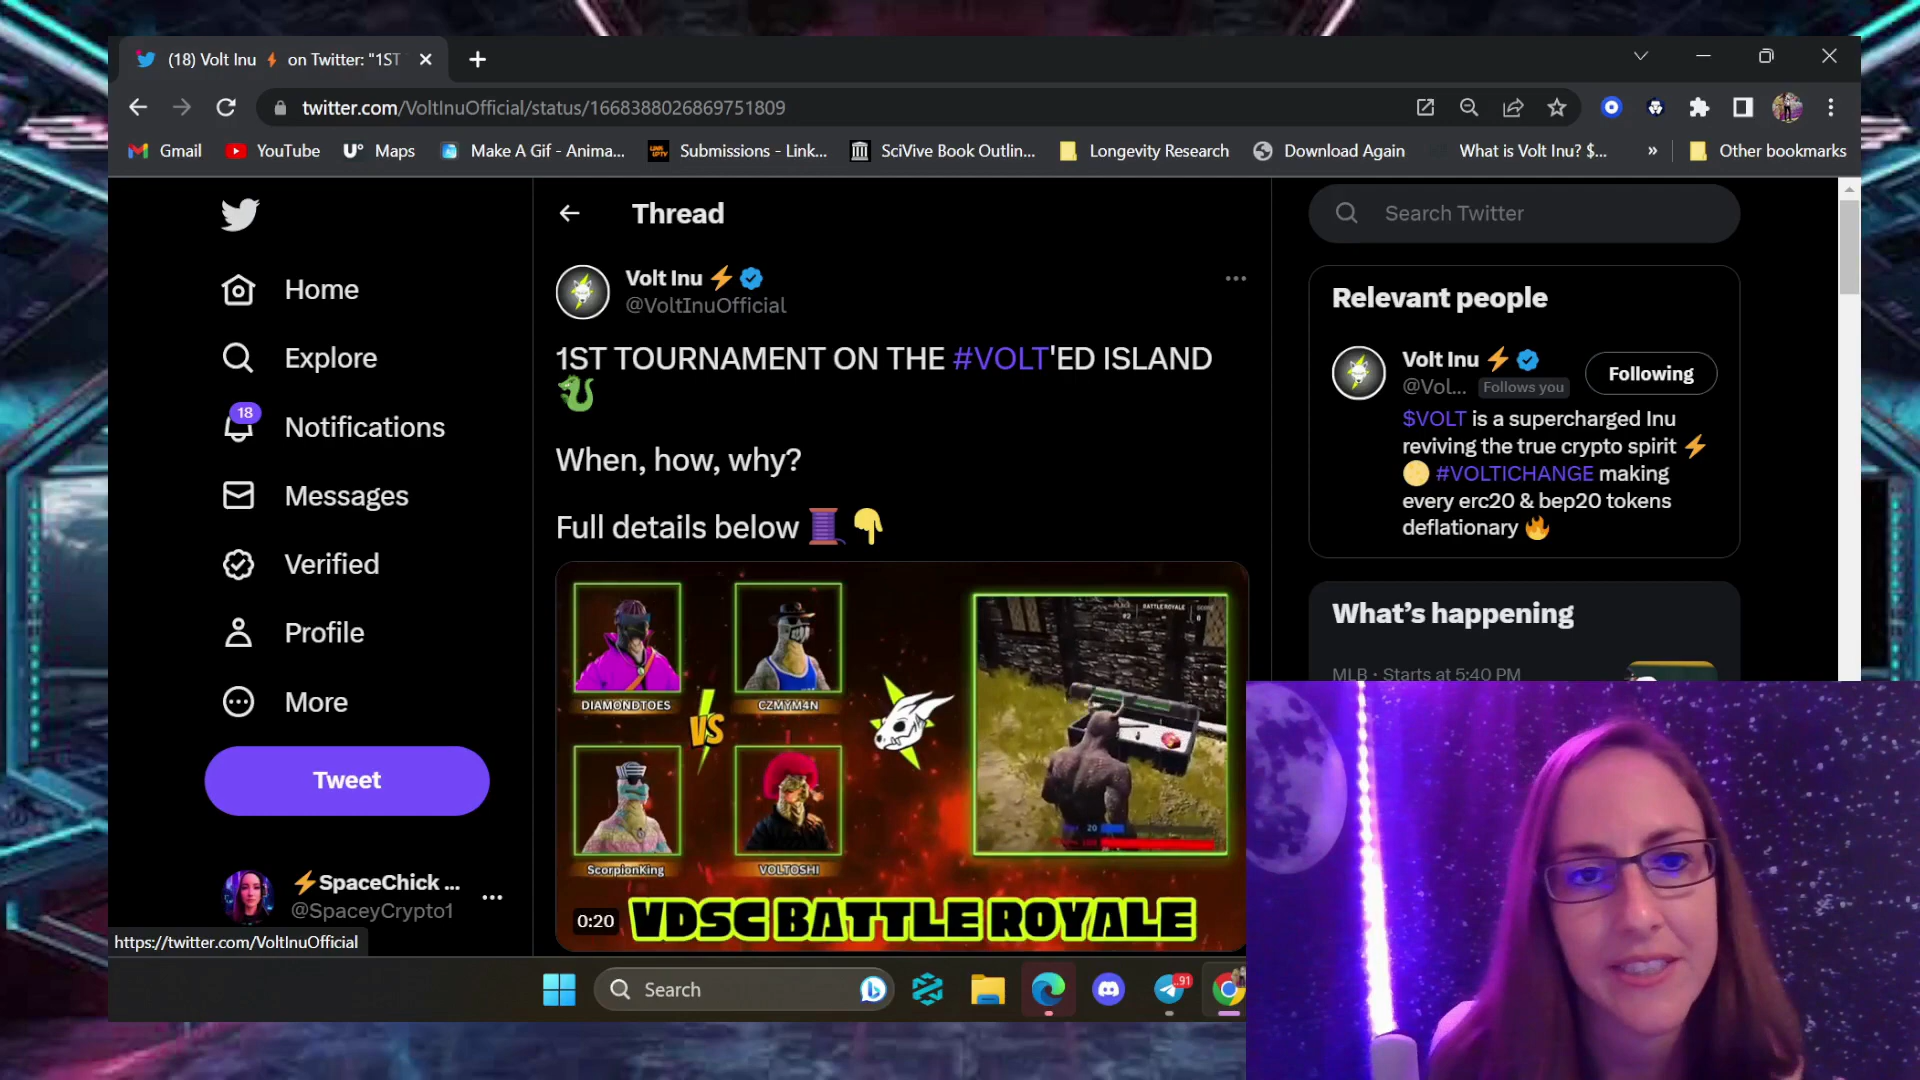 (18) Volt Inu ⚡ on Twitter: "1ST
twitter.com/VoltInuOfficial/status/1668388026869751809
Gmail
YouTube
Maps
Make A Gif - Anima...
Submissions - Link...
SciVive Book Outlin...
Longevity Research
Download Again
What is Volt Inu? $...
»
Other bookmarks
Home
Explore
18
Notifications
Messages
Verified
Profile
More
Tweet
⚡SpaceChick ...
@SpaceyCrypto1
https://twitter.com/VoltInuOfficial
Thread
Volt Inu ⚡
@VoltInuOfficial
1ST TOURNAMENT ON THE #VOLT'ED ISLAND
🐉
When, how, why?
Full details below 🧵👇
DIAMONDTOES
CZMYM4N
VS
ScorpionKing
VOLTOSHI
BATTLE ROYALE
#2
20
0:20
VDSC BATTLE ROYALE
Search Twitter
Relevant people
Volt Inu ⚡
@Vol... Follows you
Following
$VOLT is a supercharged Inu
reviving the true crypto spirit ⚡
🌕 #VOLTICHANGE making
every erc20 & bep20 tokens
deflationary 🔥
What's happening
MLB · Starts at 5:40 PM
Search
91